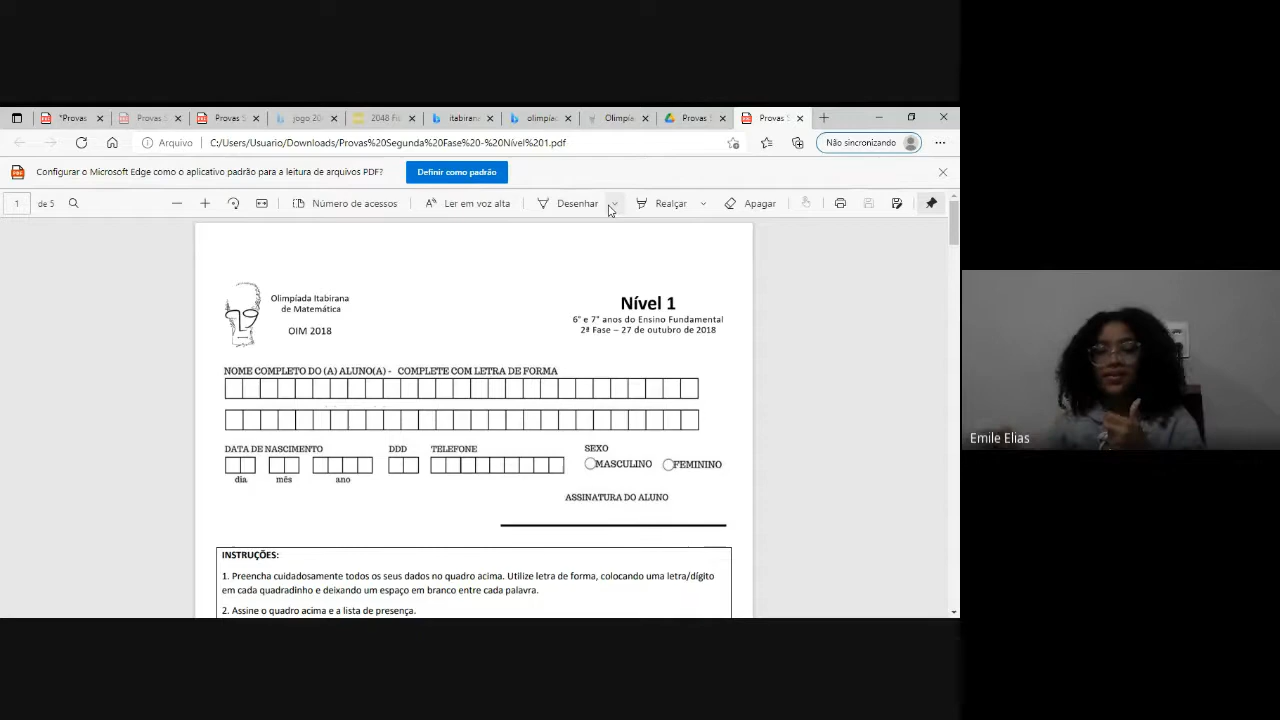 *Provas
Provas S
Provas S
jogo 20
2048 Fi
itabirana
olimpíac
Olimpía
Provas S
Provas S
Arquivo
C:/Users/Usuario/Downloads/Provas%20Segunda%20Fase%20-%20Nível%201.pdf
Não sincronizando
Configurar o Microsoft Edge como o aplicativo padrão para a leitura de arquivos PDF?
Definir como padrão
1 de 5
Número de acessos
Ler em voz alta
Desenhar
Realçar
Apagar
Olimpíada Itabirana
de Matemática
OIM 2018
Nível 1
6° e 7° anos do Ensino Fundamental
2ª Fase – 27 de outubro de 2018
NOME COMPLETO DO (A) ALUNO(A) - COMPLETE COM LETRA DE FORMA
DATA DE NASCIMENTO
DDD
TELEFONE
SEXO
MASCULINO
FEMININO
dia
mês
ano
ASSINATURA DO ALUNO
INSTRUÇÕES:
1. Preencha cuidadosamente todos os seus dados no quadro acima. Utilize letra de forma, colocando uma letra/dígito
em cada quadradinho e deixando um espaço em branco entre cada palavra.
2. Assine o quadro acima e a lista de presença.
Emile Elias